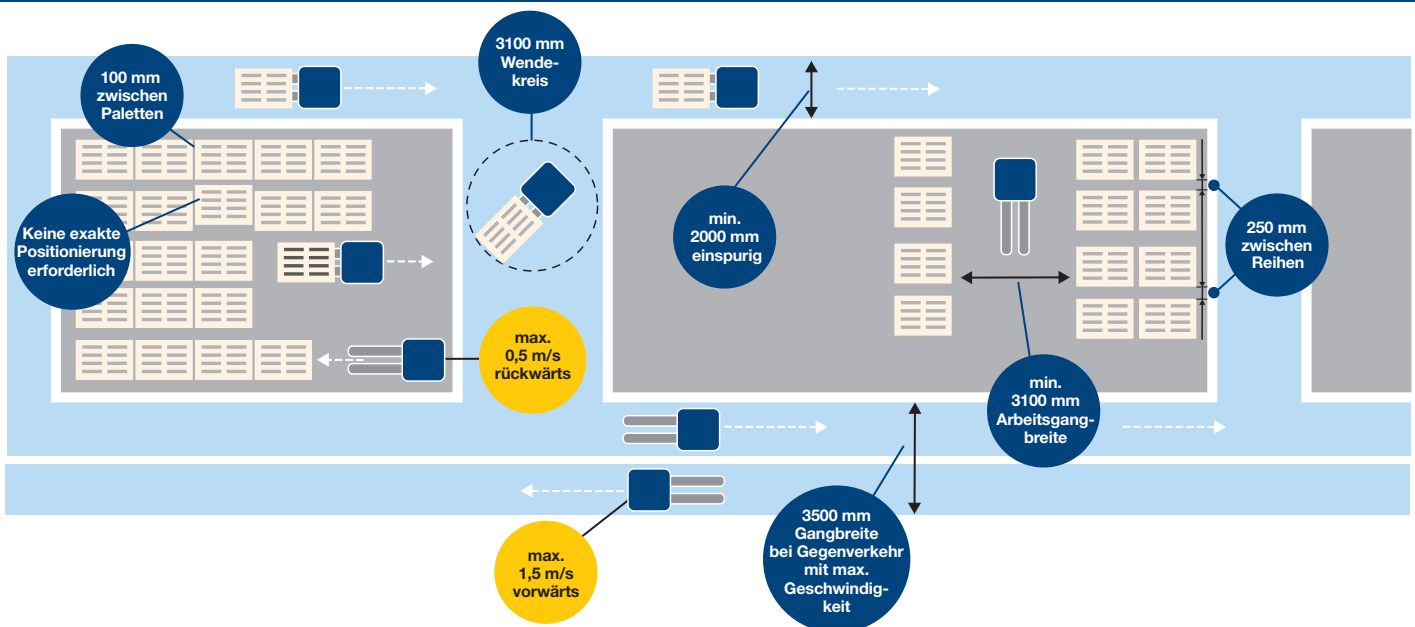 100 mm
zwischen
Paletten
3100 mm
Wende-
kreis
Keine exakte
Positionierung
erforderlich
min.
2000 mm
einspurig
250 mm
zwischen
Reihen
max.
0,5 m/s
rückwärts
min.
3100 mm
Arbeitsgang-
breite
max.
1,5 m/s
vorwärts
3500 mm
Gangbreite
bei Gegenverkehr
mit max.
Geschwindig-
keit